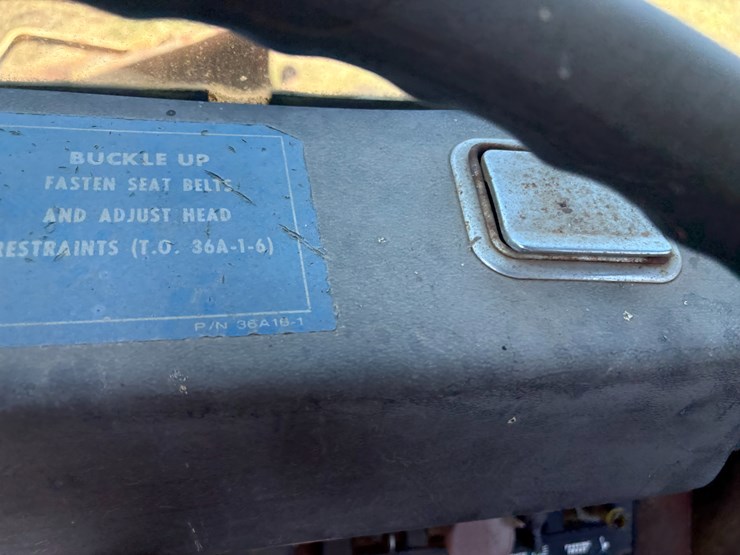 BUCKLE UP
FASTEN SEAT BELTS
AND ADJUST HEAD
RESTRAINTS (T.O. 36A-1-6)
P/N 36A16-1